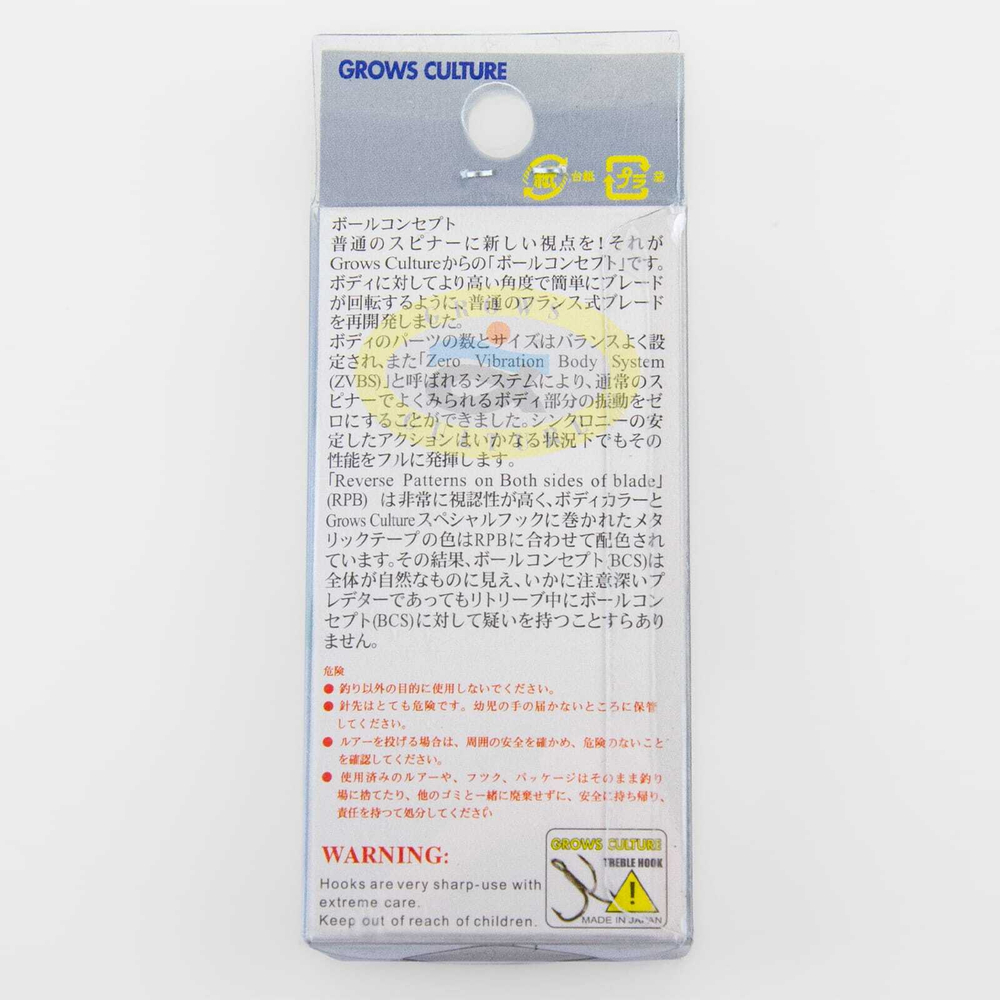 GROWS CULTURE
紙 台紙 プラ 袋
ボールコンセプト
普通のスピナーに新しい視点を!それが
Grows Cultureからの「ボールコンセプト」です。
ボディに対してより高い角度で簡単にブレード
が回転するように、普通のフランス式ブレード
を再開発しました。
ボディのパーツの数とサイズはバランスよく設
定され、また「Zero Vibration Body System
(ZVBS)」と呼ばれるシステムにより、通常のス
ピナーでよくみられるボディ部分の振動をゼ
ロにすることができました。シンクロニーの安
定したアクションはいかなる状況下でもその
性能をフルに発揮します。
「Reverse Patterns on Both sides of blade」
(RPB) は非常に視認性が高く、ボディカラーと
Grows Cultureスペシャルフックに巻かれたメタ
リックテープの色はRPBに合わせて配色され
ています。その結果、ボールコンセプト(BCS)は
全体が自然なものに見え、いかに注意深いプ
レデターであってもリトリーブ中にボールコン
セプト(BCS)に対して疑いを持つことすらあり
ません。
GROWS
CULTURE
危険
● 釣り以外の目的に使用しないでください。
● 針先はとても危険です。幼児の手の届かないところに保管
してください。
● ルアーを投げる場合は、周囲の安全を確かめ、危険のないこと
を確認してください。
● 使用済みのルアーや、フツク、パッケージはそのまま釣り
場に捨てたり、他のゴミと一緒に廃棄せずに、安全に持ち帰り、
責任を持つて処分してください
WARNING:
Hooks are very sharp-use with
extreme care.
Keep out of reach of children.
GROWS CULTURE
TREBLE HOOK
!
MADE IN JAPAN